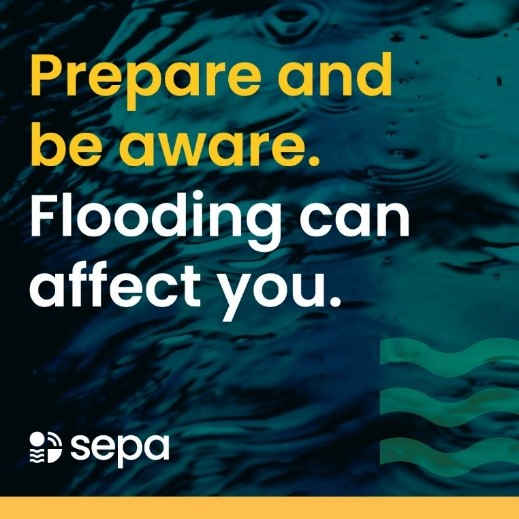 Prepare and
be aware.
Flooding can
affect you.
sepa